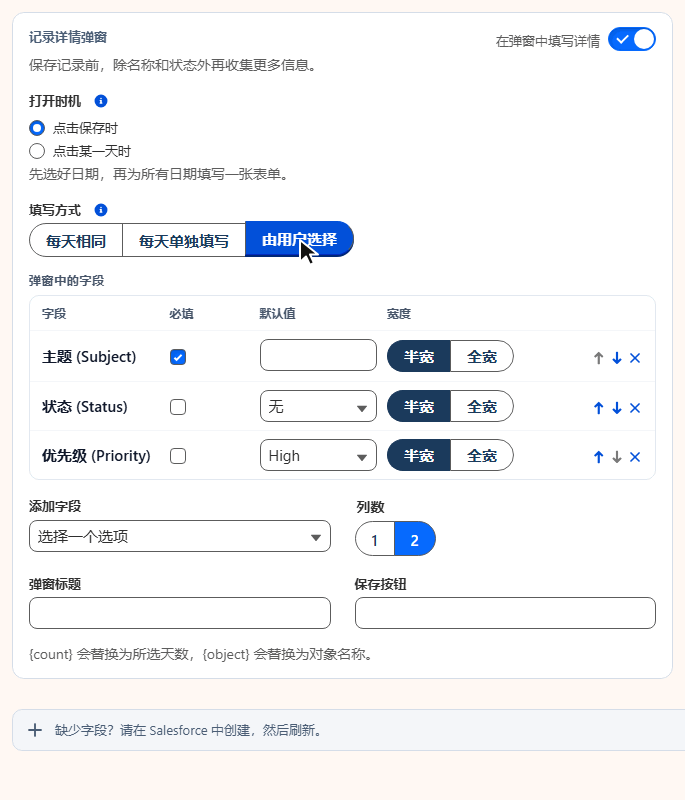 记录详情弹窗
在弹窗中填写详情
保存记录前，除名称和状态外再收集更多信息。
打开时机
点击保存时
点击某一天时
先选好日期，再为所有日期填写一张表单。
填写方式
每天相同 每天单独填写 由用户选择
弹窗中的字段
字段 必填 默认值 宽度
主题 (Subject) 半宽 全宽
状态 (Status) 无 半宽 全宽
优先级 (Priority) High 半宽 全宽
添加字段 列数
选择一个选项 1 2
弹窗标题 保存按钮
{count} 会替换为所选天数，{object} 会替换为对象名称。
缺少字段？请在 Salesforce 中创建，然后刷新。